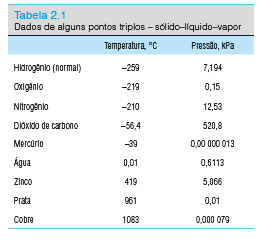 Tabela 2.1
Dados de alguns pontos triplos – sólido–líquido–vapor
Temperatura, °C Pressão, kPa
Hidrogênio (normal) –259 7,194
Oxigênio –219 0,15
Nitrogênio –210 12,53
Dióxido de carbono –56,4 520,8
Mercúrio –39 0,00 000 013
Água 0,01 0,6113
Zinco 419 5,066
Prata 961 0,01
Cobre 1083 0,000 079